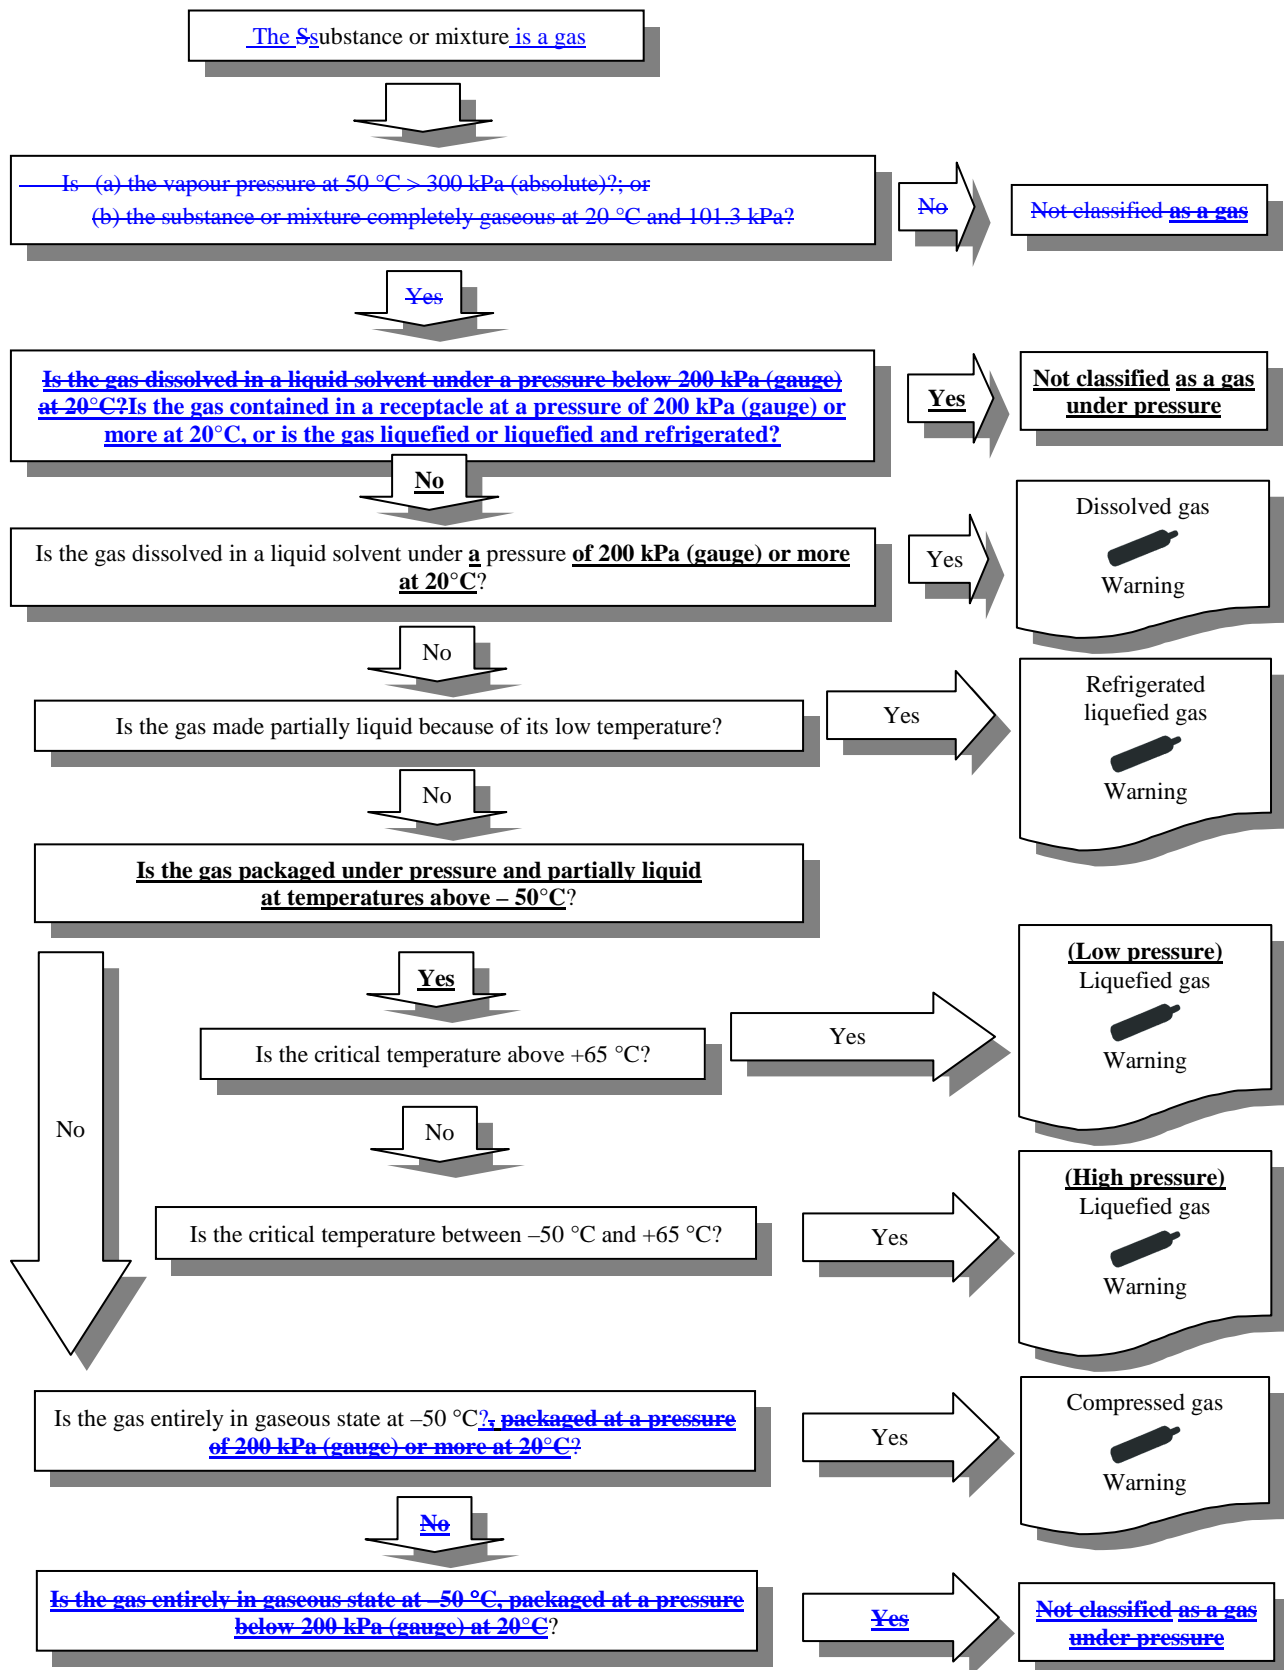 The Ssubstance or mixture is a gas
Is (a) the vapour pressure at 50 °C > 300 kPa (absolute)?; or
(b) the substance or mixture completely gaseous at 20 °C and 101.3 kPa?
No
Not classified as a gas
Yes
Is the gas dissolved in a liquid solvent under a pressure below 200 kPa (gauge)
at 20°C?Is the gas contained in a receptacle at a pressure of 200 kPa (gauge) or
more at 20°C, or is the gas liquefied or liquefied and refrigerated?
Yes
Not classified as a gas
under pressure
No
Is the gas dissolved in a liquid solvent under a pressure of 200 kPa (gauge) or more
at 20°C?
Yes
Dissolved gas
Warning
No
Is the gas made partially liquid because of its low temperature?
Yes
Refrigerated
liquefied gas
Warning
No
Is the gas packaged under pressure and partially liquid
at temperatures above – 50°C?
Yes
Is the critical temperature above +65 °C?
Yes
(Low pressure)
Liquefied gas
Warning
No
No
Is the critical temperature between –50 °C and +65 °C?
Yes
(High pressure)
Liquefied gas
Warning
Is the gas entirely in gaseous state at –50 °C?, packaged at a pressure
of 200 kPa (gauge) or more at 20°C?
Yes
Compressed gas
Warning
No
Is the gas entirely in gaseous state at –50 °C, packaged at a pressure
below 200 kPa (gauge) at 20°C?
Yes
Not classified as a gas
under pressure